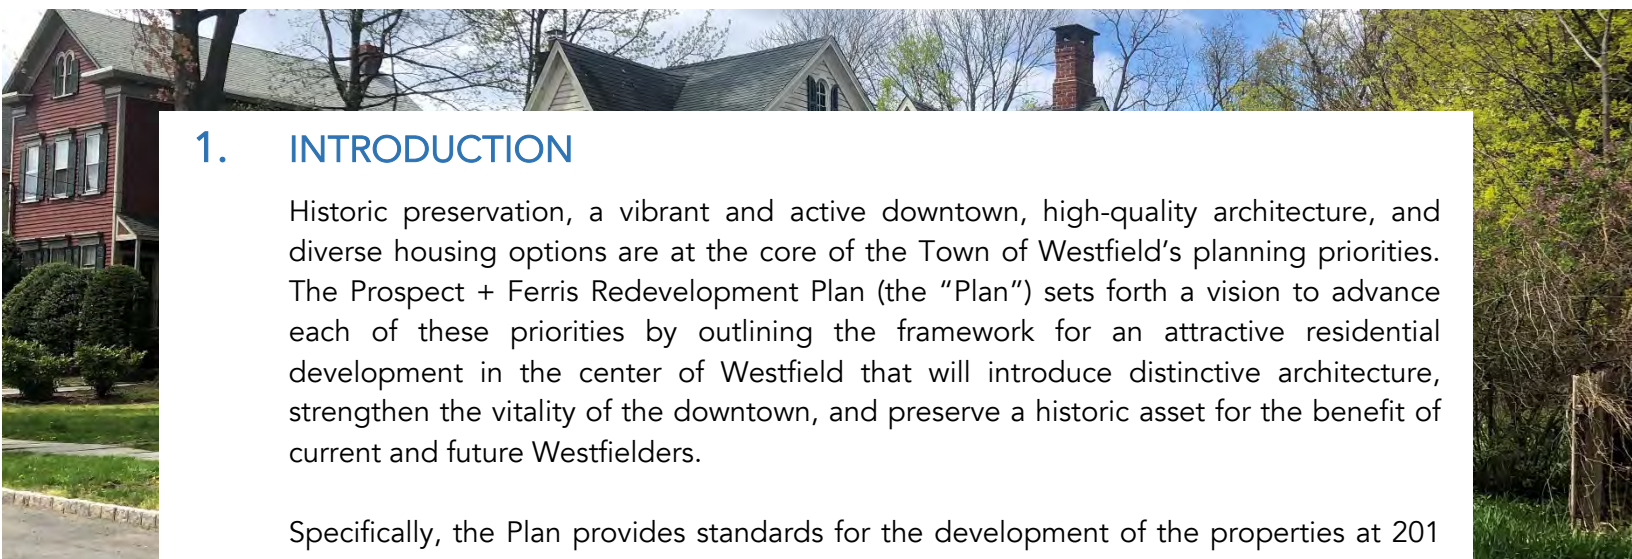 1. INTRODUCTION
Historic preservation, a vibrant and active downtown, high-quality architecture, and
diverse housing options are at the core of the Town of Westfield’s planning priorities.
The Prospect + Ferris Redevelopment Plan (the “Plan”) sets forth a vision to advance
each of these priorities by outlining the framework for an attractive residential
development in the center of Westfield that will introduce distinctive architecture,
strengthen the vitality of the downtown, and preserve a historic asset for the benefit of
current and future Westfielders.
Specifically, the Plan provides standards for the development of the properties at 201